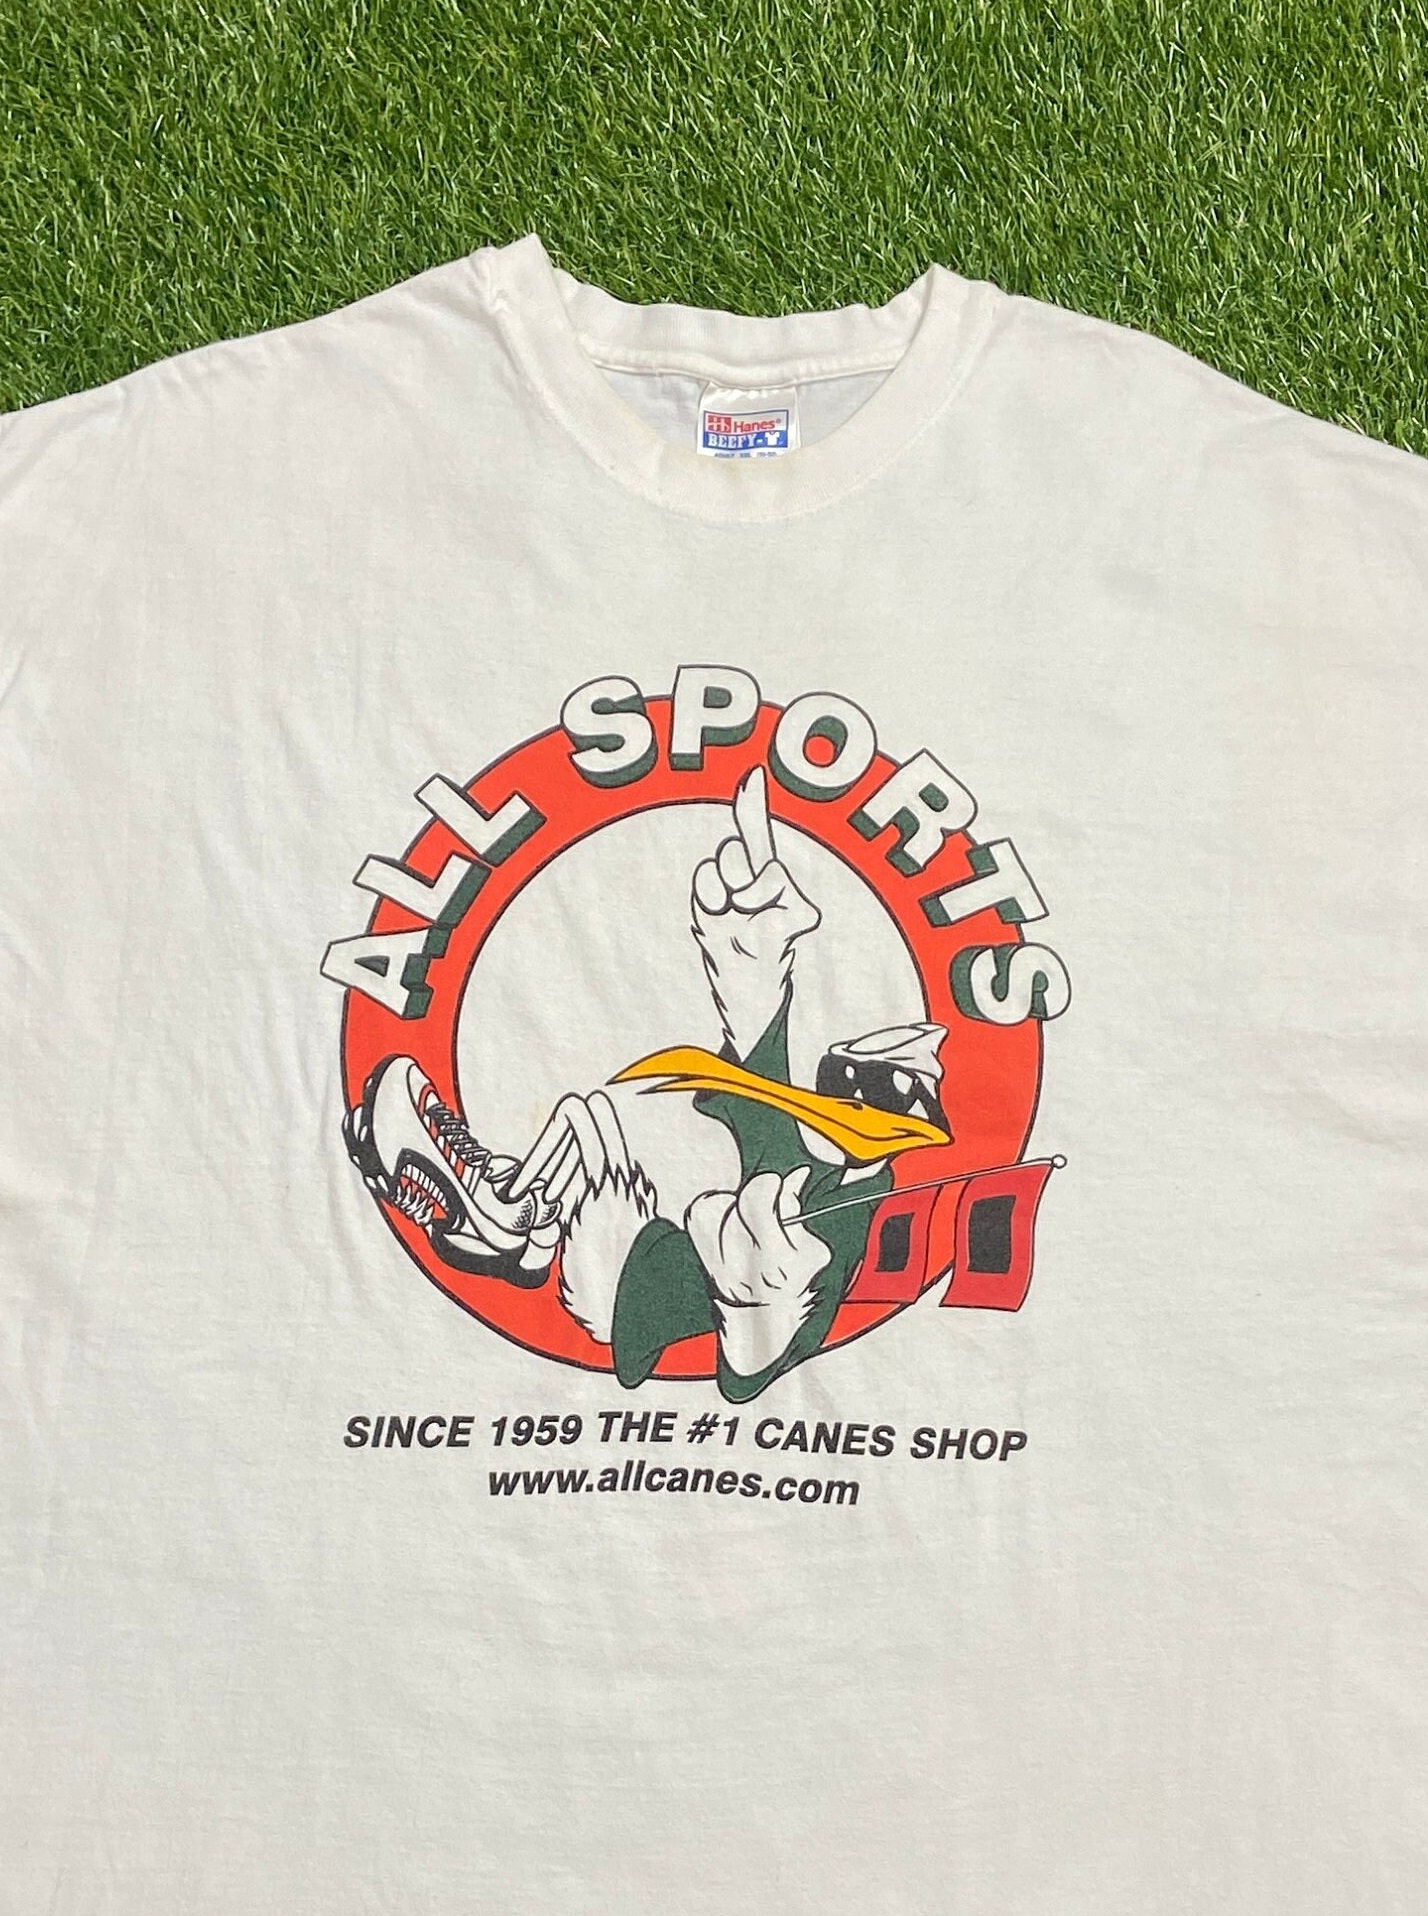 Hanes®
BEEFY-T
ALL SPORTS
SINCE 1959 THE #1 CANES SHOP
www.allcanes.com